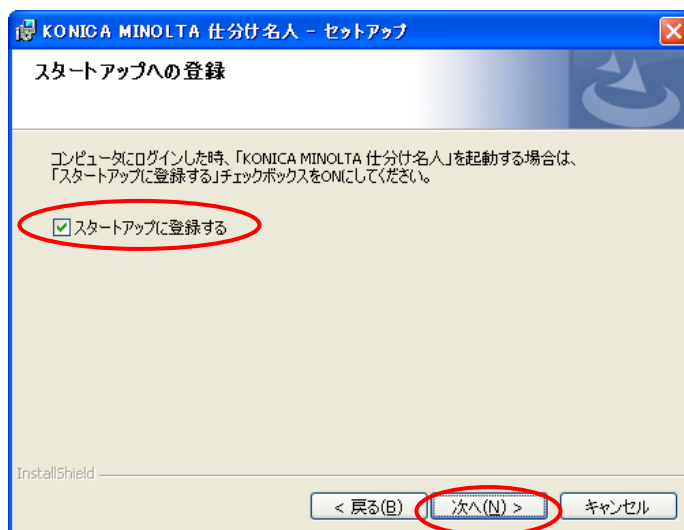 KONICA MINOLTA 仕分け名人 - セットアップ
スタートアップへの登録
コンピュータにログインした時、「KONICA MINOLTA 仕分け名人」を起動する場合は、
「スタートアップに登録する」チェックボックスをONにしてください。
スタートアップに登録する
InstallShield
< 戻る(B) 次へ(N) > キャンセル